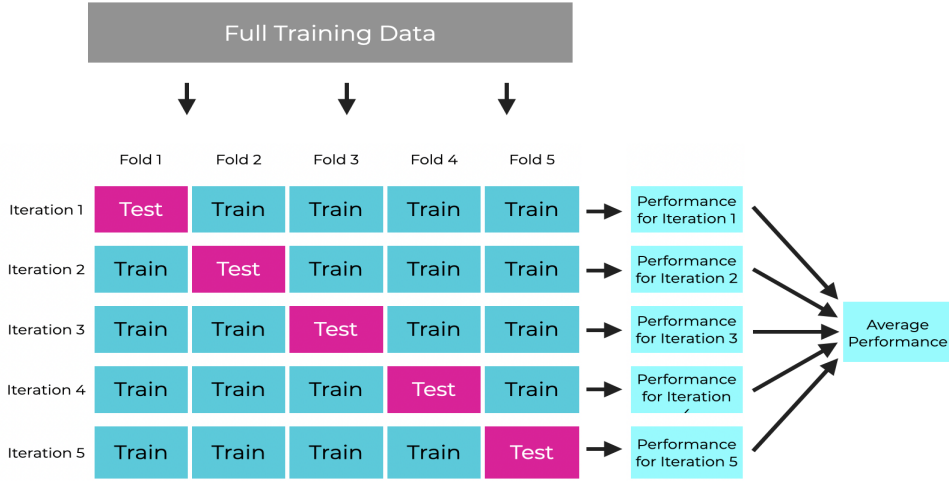 Full Training Data
Fold 1 Fold 2 Fold 3 Fold 4 Fold 5
Iteration 1 Test Train Train Train Train Performance
for Iteration 1
Iteration 2 Train Test Train Train Train Performance
for Iteration 2
Iteration 3 Train Train Test Train Train Performance
for Iteration 3
Average
Performance
Iteration 4 Train Train Train Test Train Performance
for Iteration
Iteration 5 Train Train Train Train Test Performance
for Iteration 5